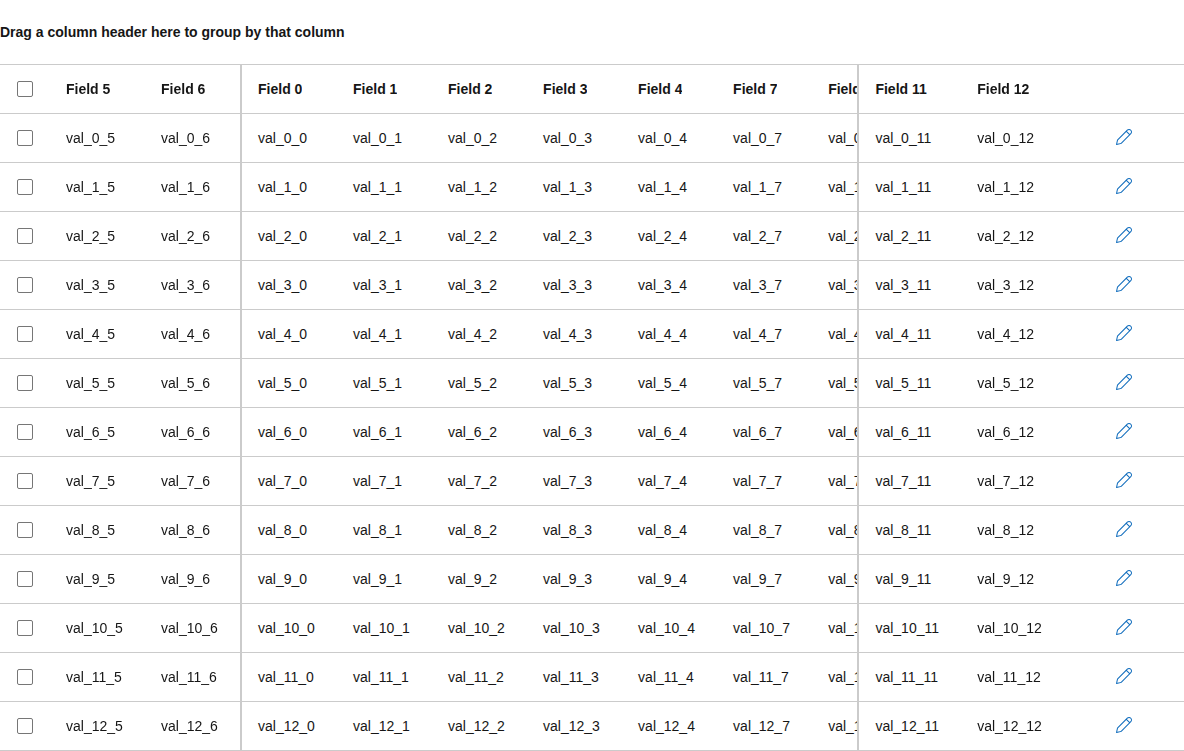 Drag a column header here to group by that column
Field 5 Field 6 Field 0 Field 1 Field 2 Field 3 Field 4 Field 7 Field 11 Field 12
val_0_5 val_0_6 val_0_0 val_0_1 val_0_2 val_0_3 val_0_4 val_0_7 val_0_11 val_0_12
val_1_5 val_1_6 val_1_0 val_1_1 val_1_2 val_1_3 val_1_4 val_1_7 val_1_11 val_1_12
val_2_5 val_2_6 val_2_0 val_2_1 val_2_2 val_2_3 val_2_4 val_2_7 val_2_11 val_2_12
val_3_5 val_3_6 val_3_0 val_3_1 val_3_2 val_3_3 val_3_4 val_3_7 val_3_11 val_3_12
val_4_5 val_4_6 val_4_0 val_4_1 val_4_2 val_4_3 val_4_4 val_4_7 val_4_11 val_4_12
val_5_5 val_5_6 val_5_0 val_5_1 val_5_2 val_5_3 val_5_4 val_5_7 val_5_11 val_5_12
val_6_5 val_6_6 val_6_0 val_6_1 val_6_2 val_6_3 val_6_4 val_6_7 val_6_11 val_6_12
val_7_5 val_7_6 val_7_0 val_7_1 val_7_2 val_7_3 val_7_4 val_7_7 val_7_11 val_7_12
val_8_5 val_8_6 val_8_0 val_8_1 val_8_2 val_8_3 val_8_4 val_8_7 val_8_11 val_8_12
val_9_5 val_9_6 val_9_0 val_9_1 val_9_2 val_9_3 val_9_4 val_9_7 val_9_11 val_9_12
val_10_5 val_10_6 val_10_0 val_10_1 val_10_2 val_10_3 val_10_4 val_10_7 val_10_11 val_10_12
val_11_5 val_11_6 val_11_0 val_11_1 val_11_2 val_11_3 val_11_4 val_11_7 val_11_11 val_11_12
val_12_5 val_12_6 val_12_0 val_12_1 val_12_2 val_12_3 val_12_4 val_12_7 val_12_11 val_12_12